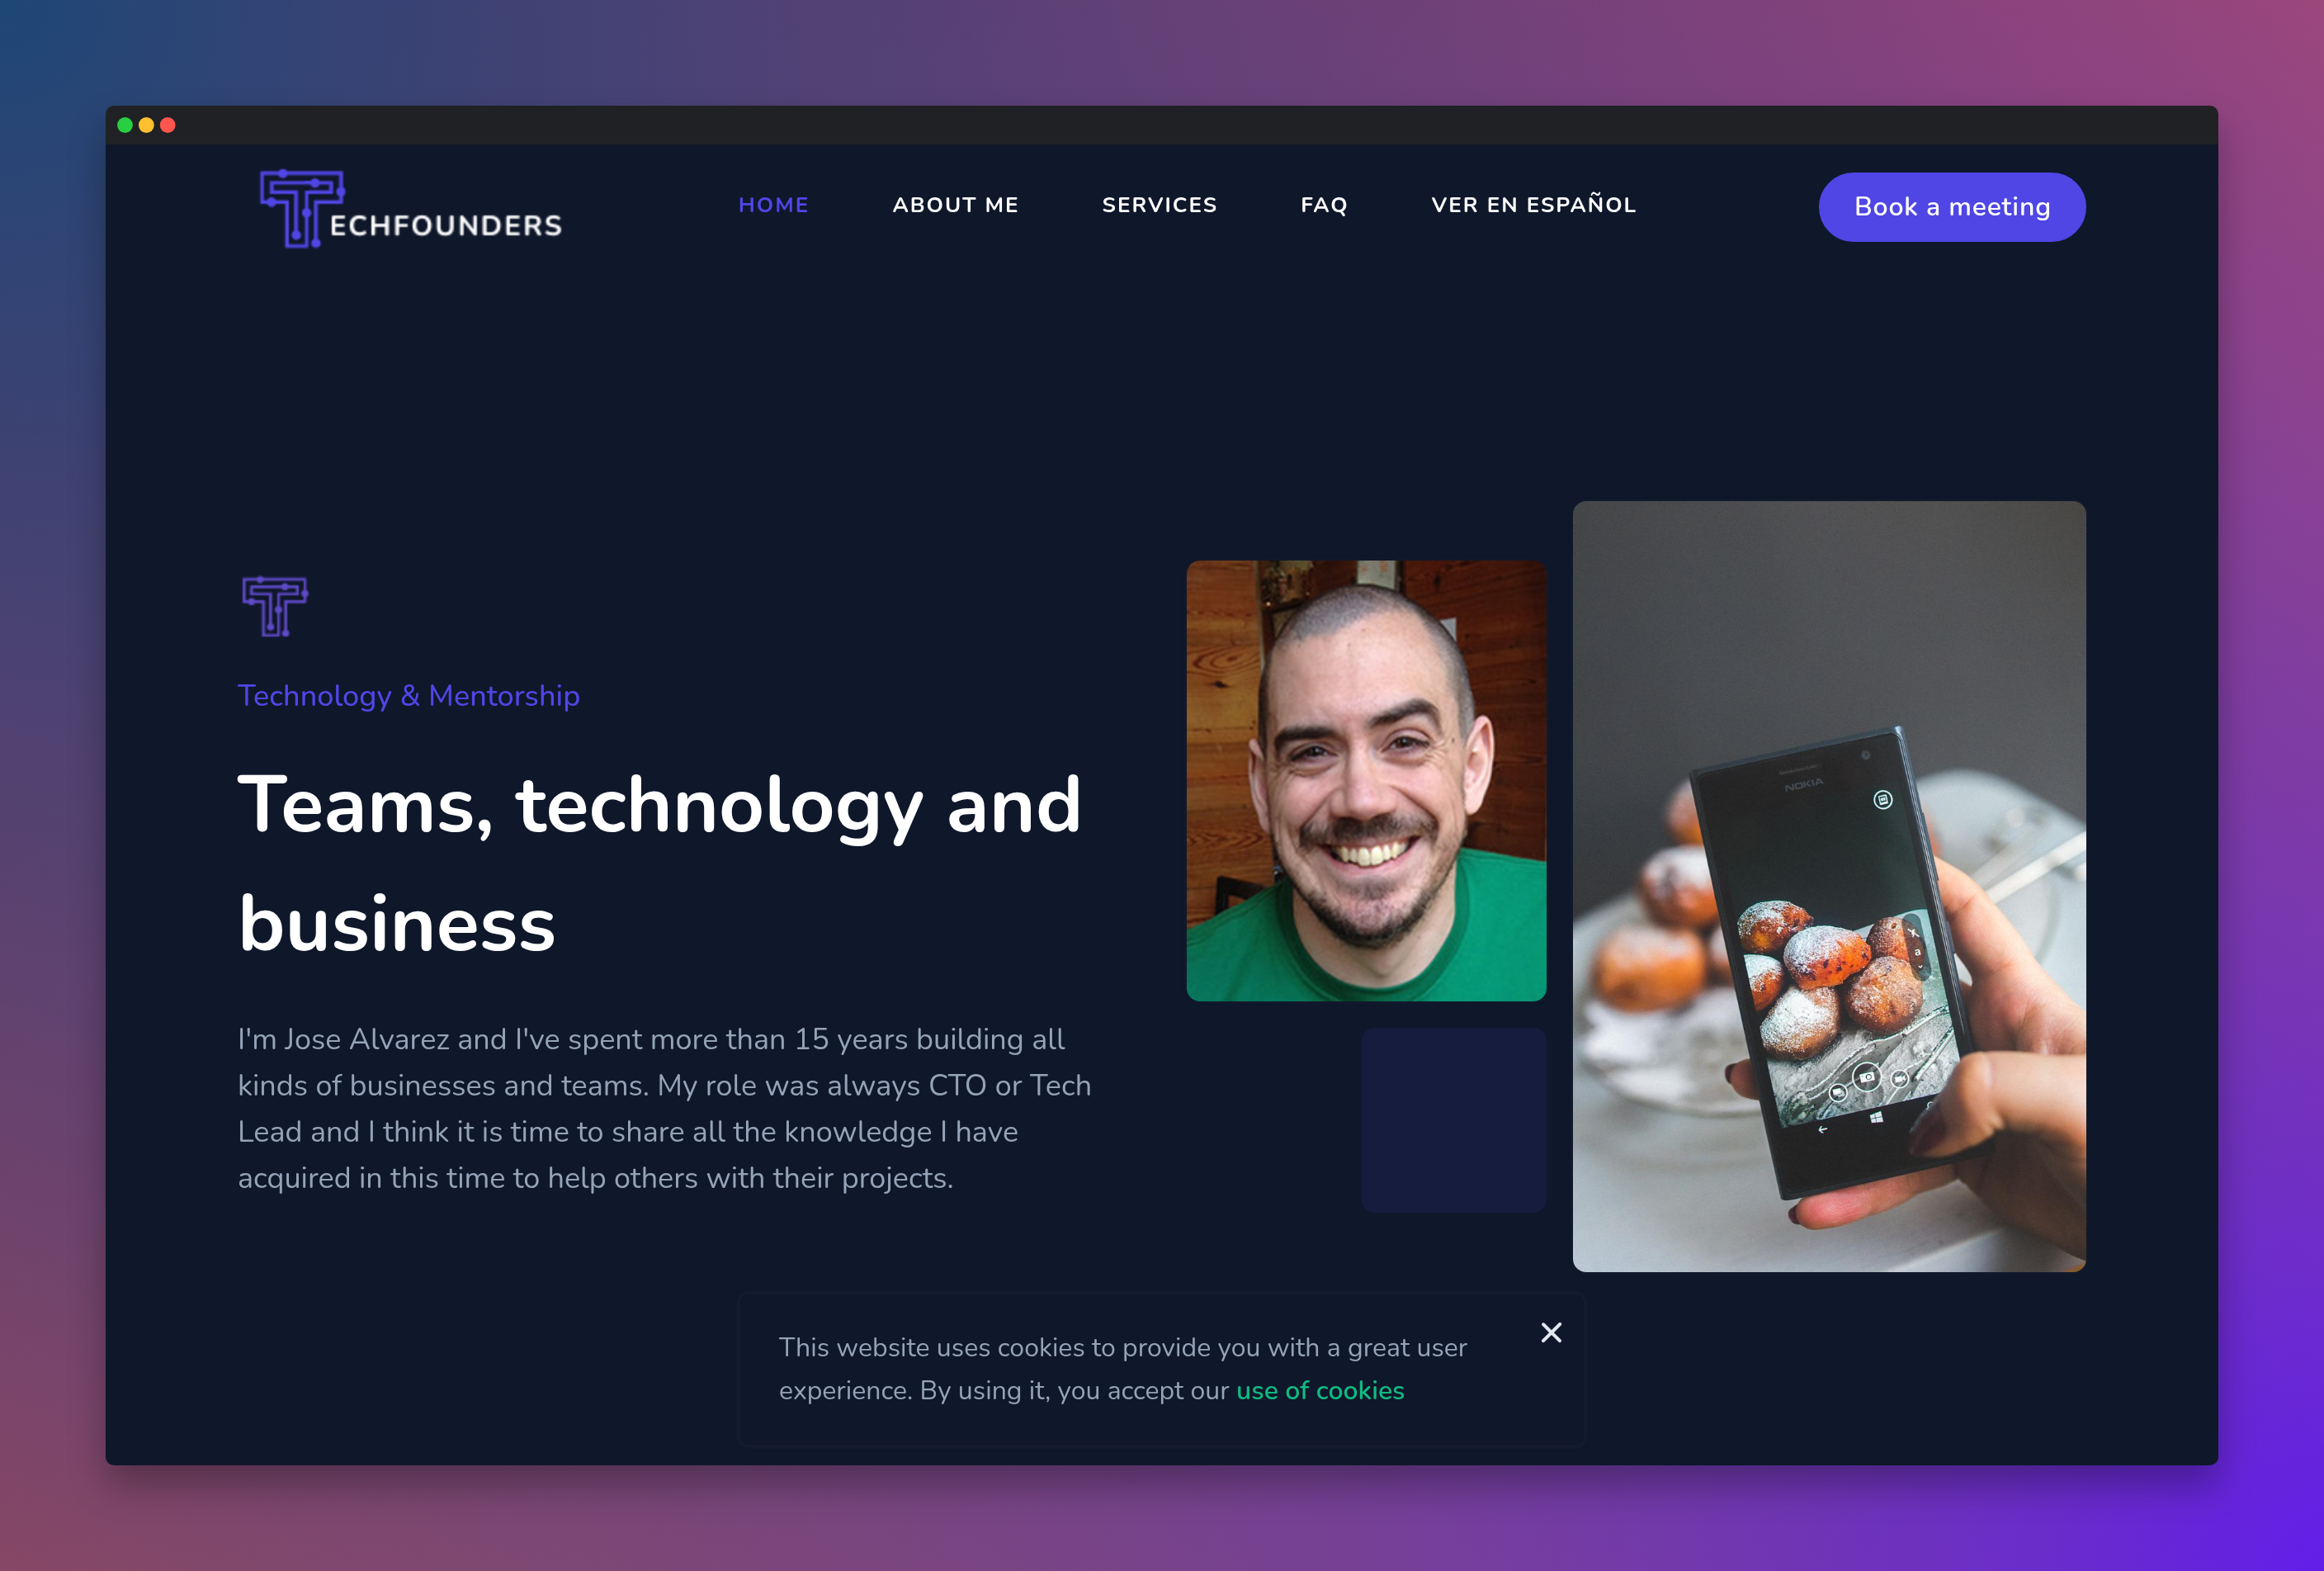 TECHFOUNDERS
HOME
ABOUT ME
SERVICES
FAQ
VER EN ESPAÑOL
Book a meeting
T
Technology & Mentorship
Teams, technology and
business
I'm Jose Alvarez and I've spent more than 15 years building all
kinds of businesses and teams. My role was always CTO or Tech
Lead and I think it is time to share all the knowledge I have
acquired in this time to help others with their projects.
NOKIA
This website uses cookies to provide you with a great user
experience. By using it, you accept our use of cookies